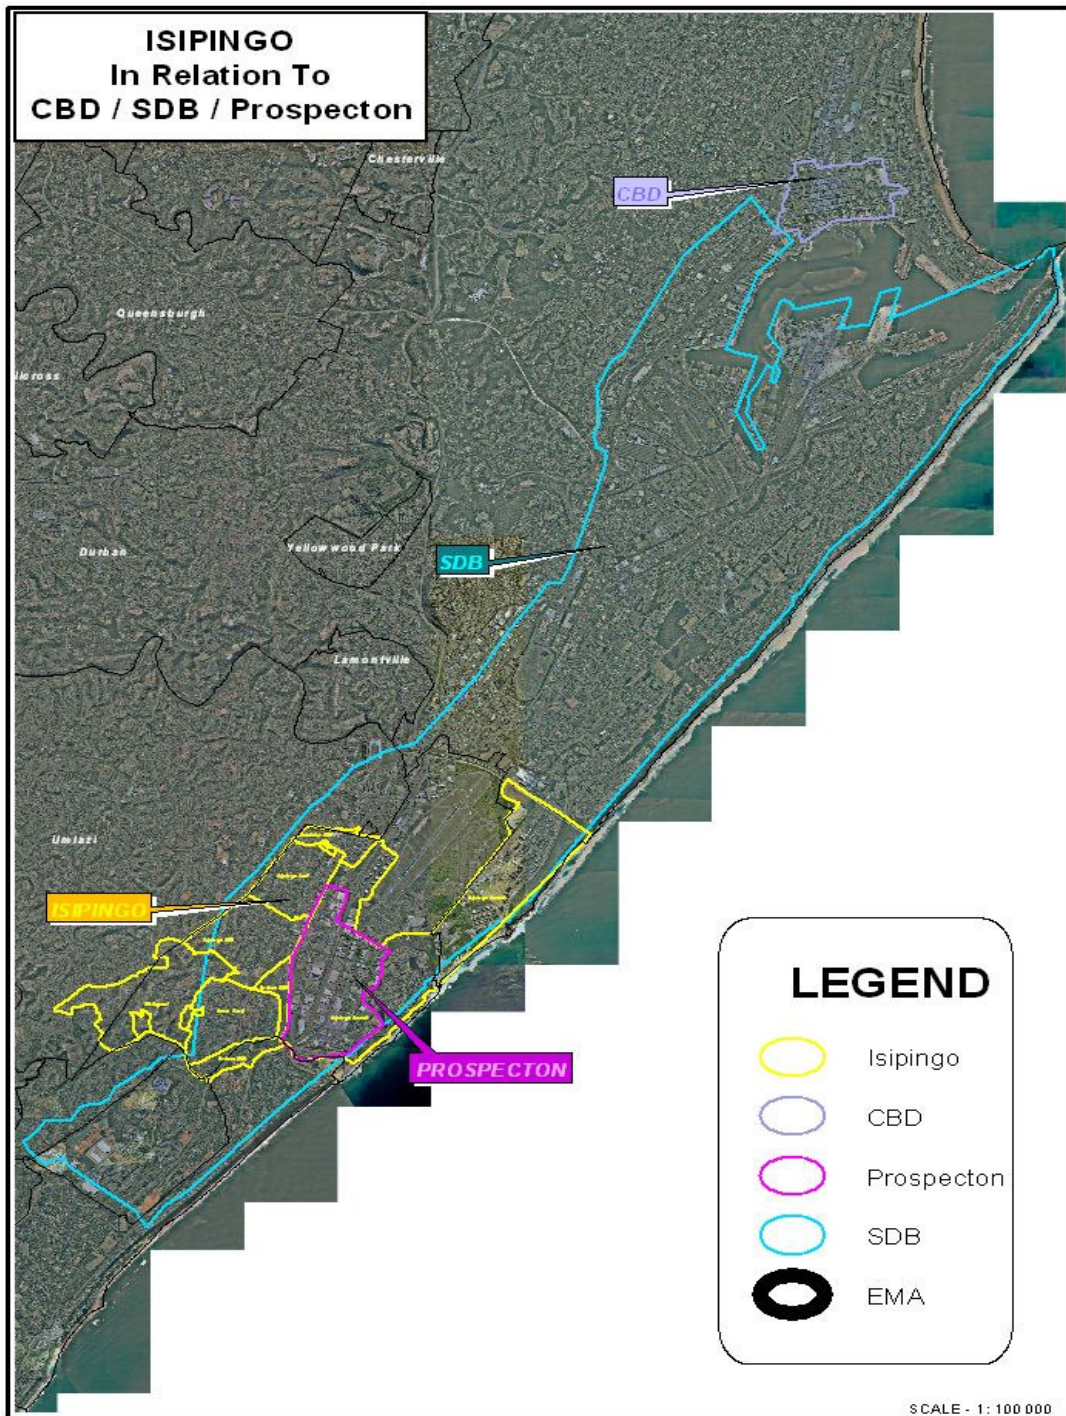 ISIPINGO
In Relation To
CBD / SDB / Prospecton
Chesterville
CBD
Queensburgh
llcross
Durban
Yellowwood Park
SDB
Lamontville
Umlazi
ISIPINGO
PROSPECTON
LEGEND
Isipingo
CBD
Prospecton
SDB
EMA
SCALE - 1: 100 000